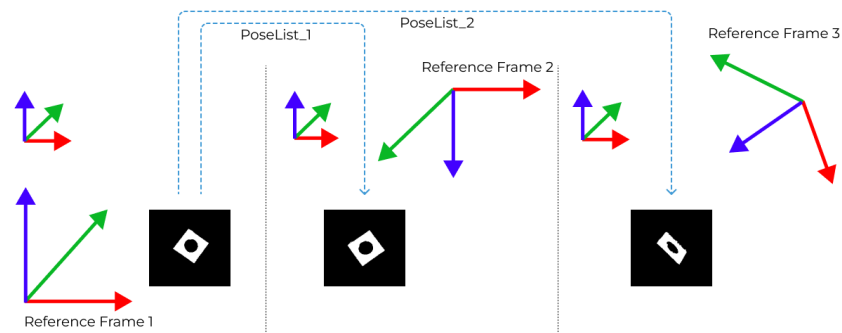 PoseList_2
PoseList_1
Reference Frame 3
Reference Frame 2
Reference Frame 1